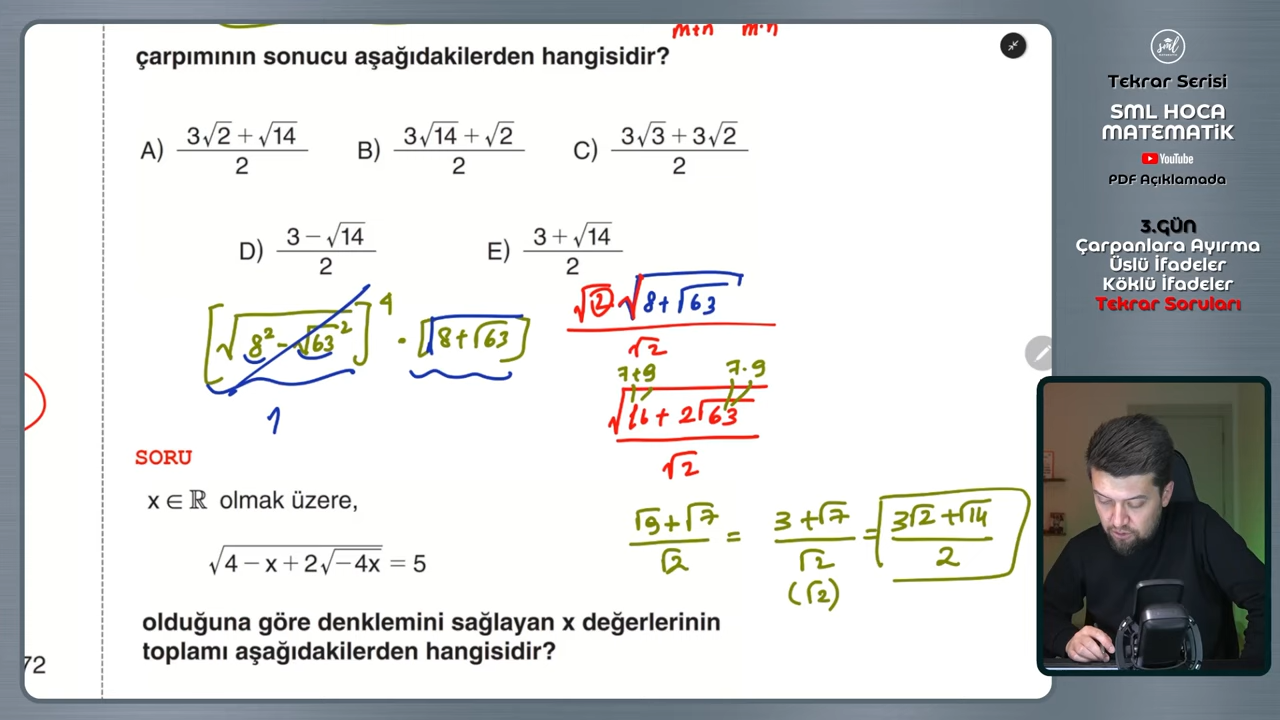 m+n m·n
çarpımının sonucu aşağıdakilerden hangisidir?
A) (3√2 + √14)/2 B) (3√14 + √2)/2 C) (3√3 + 3√2)/2
D) (3 − √14)/2 E) (3 + √14)/2
[√(8² − √63²)]⁴ · [√(8+√63)]
1
(√2 · √(8+√63))/√2
7+9 7·9
√(16 + 2√63)/√2
(√9+√7)/√2 = (3+√7)/√2 = (3√2+√14)/2
(√2)
SORU
x ∈ ℝ olmak üzere,
√(4 − x + 2√(−4x)) = 5
olduğuna göre denklemini sağlayan x değerlerinin
toplamı aşağıdakilerden hangisidir?
72
sml
Tekrar Serisi
SML HOCA
MATEMATİK
YouTube
PDF Açıklamada
3.GÜN
Çarpanlara Ayırma
Üslü İfadeler
Köklü İfadeler
Tekrar Soruları